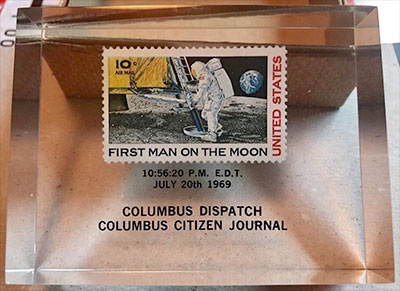 10¢
AIR MAIL
UNITED STATES
FIRST MAN ON THE MOON
10:56:20 P.M. E.D.T.
JULY 20th 1969
COLUMBUS DISPATCH
COLUMBUS CITIZEN JOURNAL